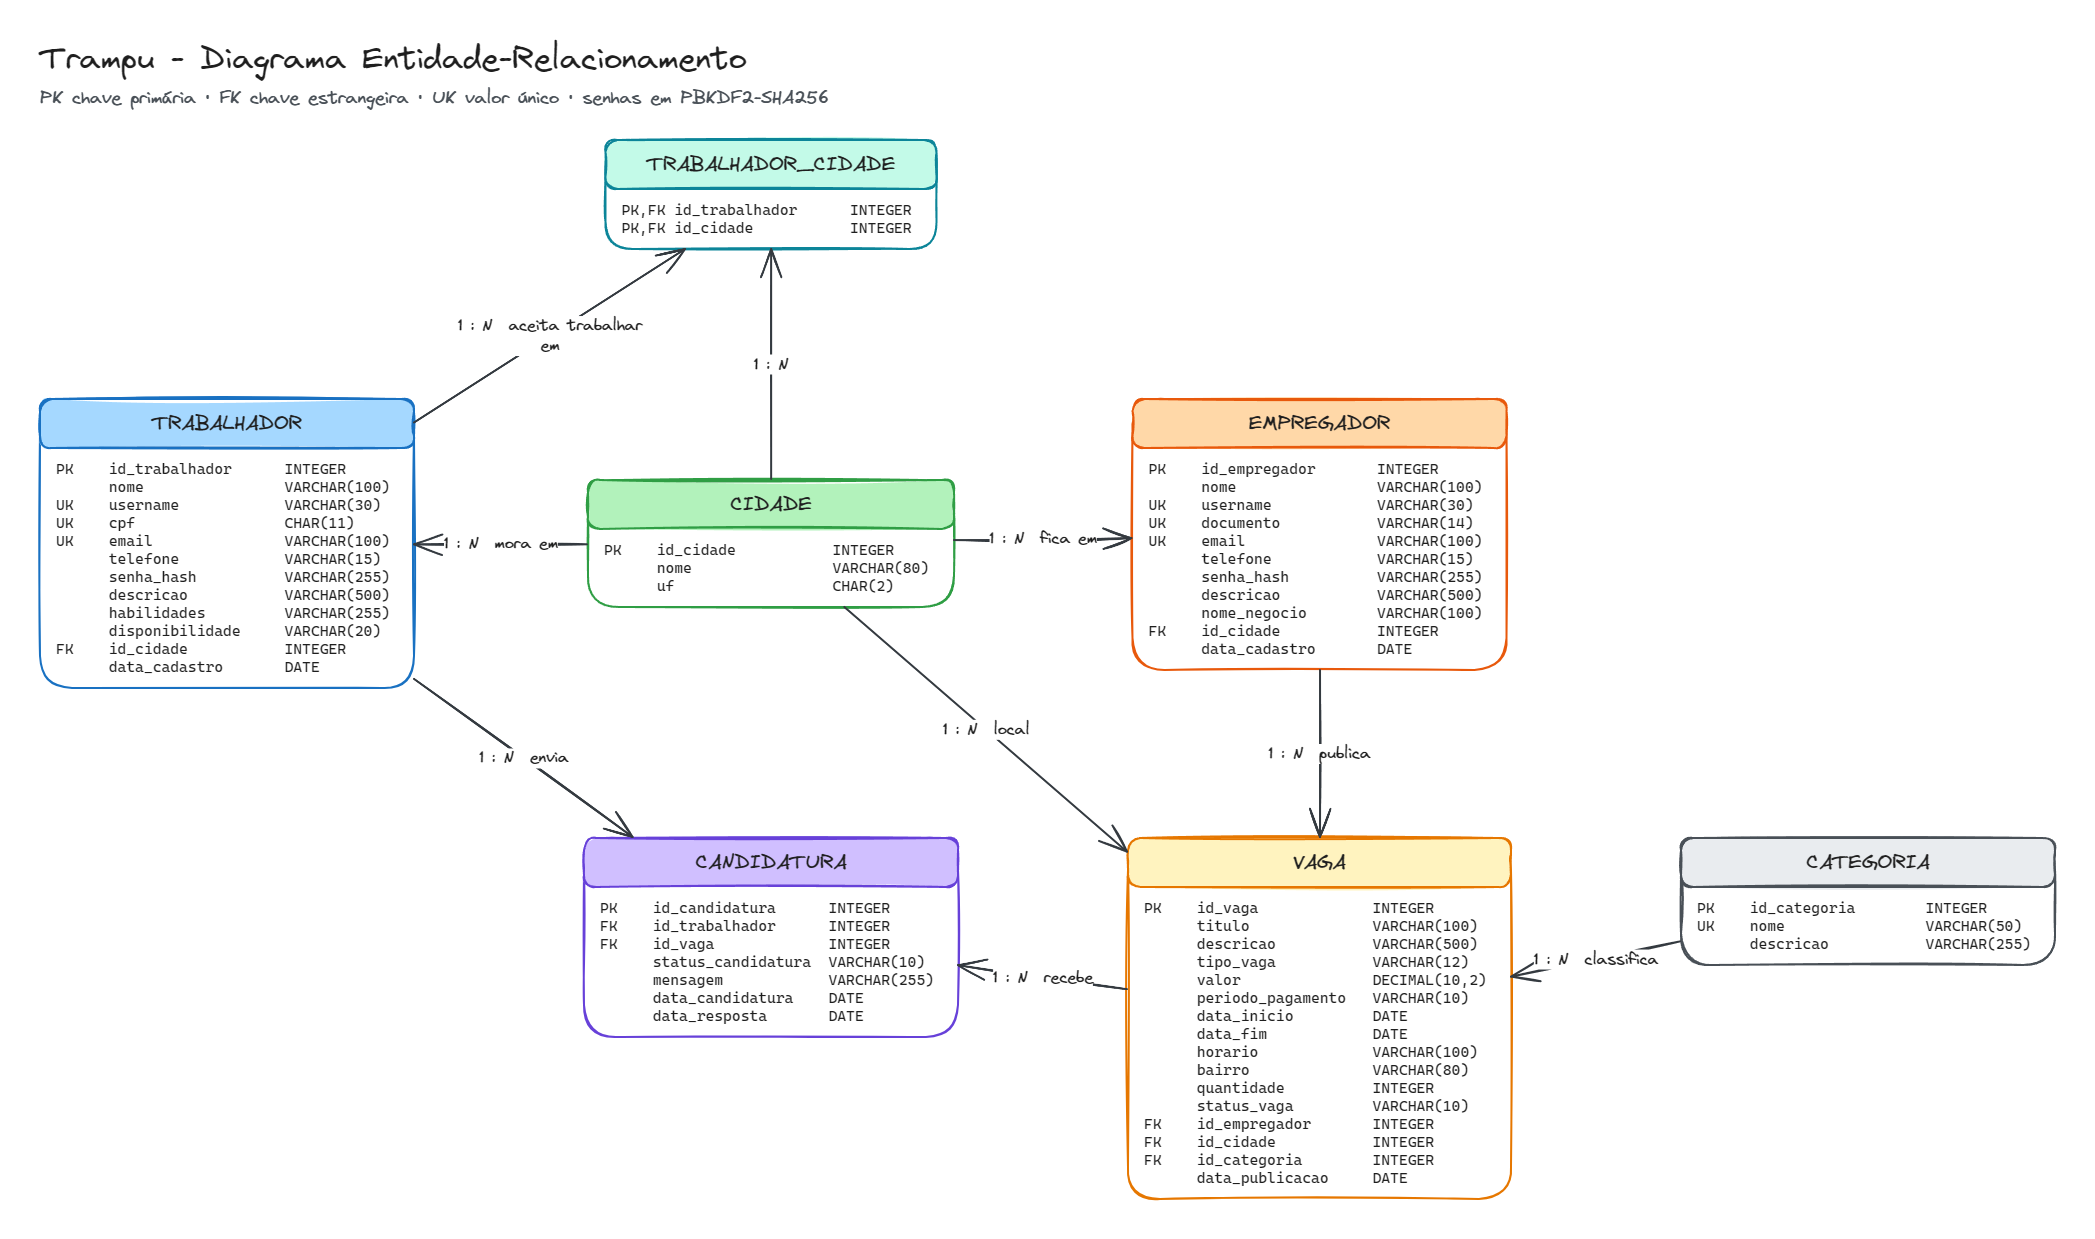 Trampu - Diagrama Entidade-Relacionamento
PK chave primária · FK chave estrangeira · UK valor único · senhas em PBKDF2-SHA256
TRABALHADOR_CIDADE
PK,FK id_trabalhador INTEGER
PK,FK id_cidade INTEGER
1 : N aceita trabalhar
em
1 : N
TRABALHADOR
PK id_trabalhador INTEGER
nome VARCHAR(100)
UK username VARCHAR(30)
UK cpf CHAR(11)
UK email VARCHAR(100)
telefone VARCHAR(15)
senha_hash VARCHAR(255)
descricao VARCHAR(500)
habilidades VARCHAR(255)
disponibilidade VARCHAR(20)
FK id_cidade INTEGER
data_cadastro DATE
1 : N mora em
CIDADE
PK id_cidade INTEGER
nome VARCHAR(80)
uf CHAR(2)
1 : N fica em
EMPREGADOR
PK id_empregador INTEGER
nome VARCHAR(100)
UK username VARCHAR(30)
UK documento VARCHAR(14)
UK email VARCHAR(100)
telefone VARCHAR(15)
senha_hash VARCHAR(255)
descricao VARCHAR(500)
nome_negocio VARCHAR(100)
FK id_cidade INTEGER
data_cadastro DATE
1 : N envia
1 : N local
1 : N publica
CANDIDATURA
PK id_candidatura INTEGER
FK id_trabalhador INTEGER
FK id_vaga INTEGER
status_candidatura VARCHAR(10)
mensagem VARCHAR(255)
data_candidatura DATE
data_resposta DATE
1 : N recebe
VAGA
PK id_vaga INTEGER
titulo VARCHAR(100)
descricao VARCHAR(500)
tipo_vaga VARCHAR(12)
valor DECIMAL(10,2)
periodo_pagamento VARCHAR(10)
data_inicio DATE
data_fim DATE
horario VARCHAR(100)
bairro VARCHAR(80)
quantidade INTEGER
status_vaga VARCHAR(10)
FK id_empregador INTEGER
FK id_cidade INTEGER
FK id_categoria INTEGER
data_publicacao DATE
1 : N classifica
CATEGORIA
PK id_categoria INTEGER
UK nome VARCHAR(50)
descricao VARCHAR(255)